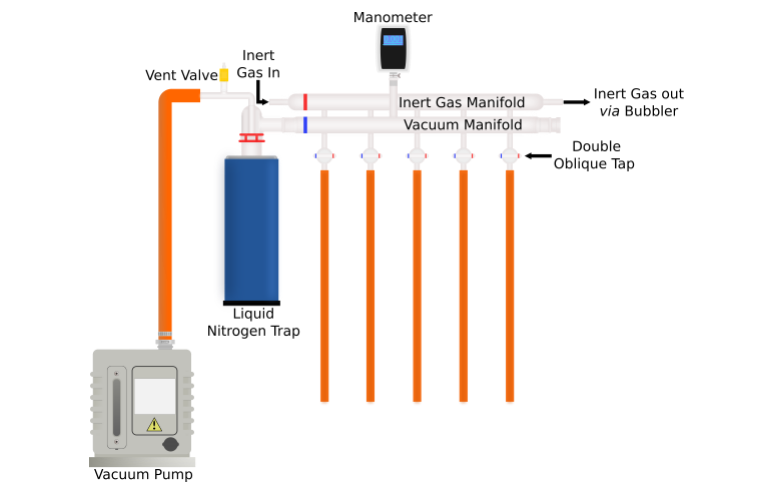 Manometer
Inert
Gas In
Vent Valve
Inert Gas Manifold
Inert Gas out
via Bubbler
Vacuum Manifold
Double
Oblique Tap
Liquid
Nitrogen Trap
Vacuum Pump